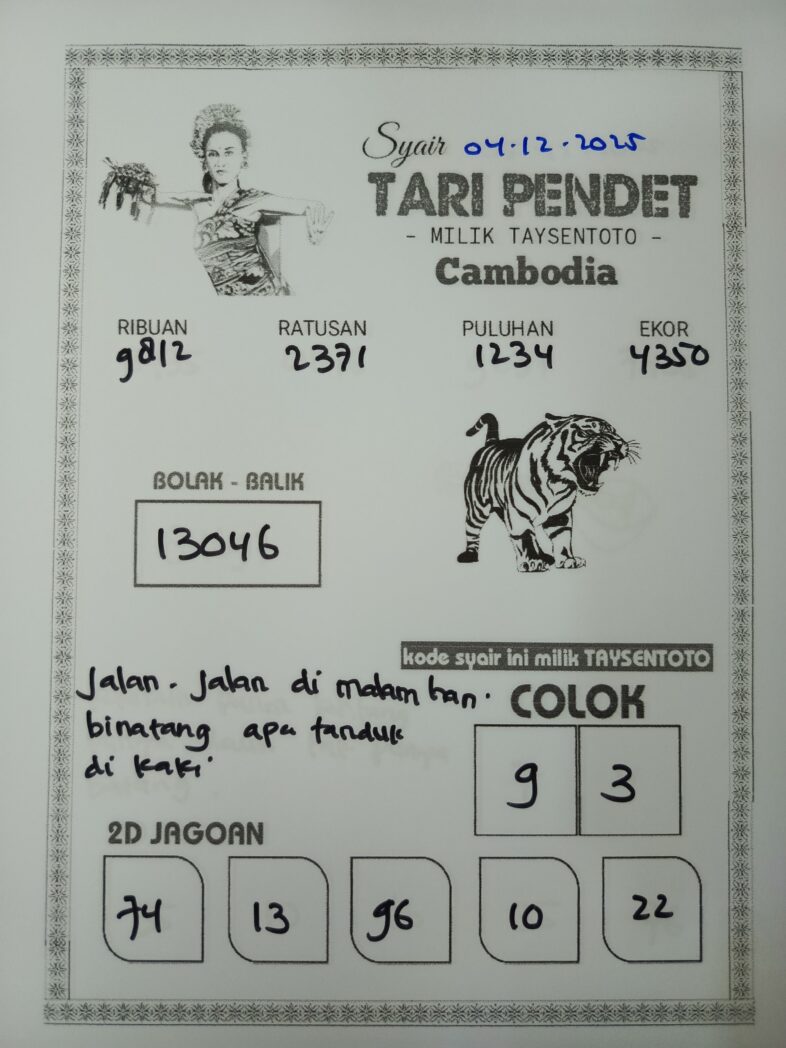 Syair 04.12.2025
TARI PENDET
- MILIK TAYSENTOTO -
Cambodia
RIBUAN RATUSAN PULUHAN EKOR
9812 2371 1234 4350
BOLAK - BALIK
13046
kode syair ini milik TAYSENTOTO
Jalan. Jalan di malam hari.
binatang apa tanduk
di kaki
COLOK
9 3
2D JAGOAN
74 13 96 10 22